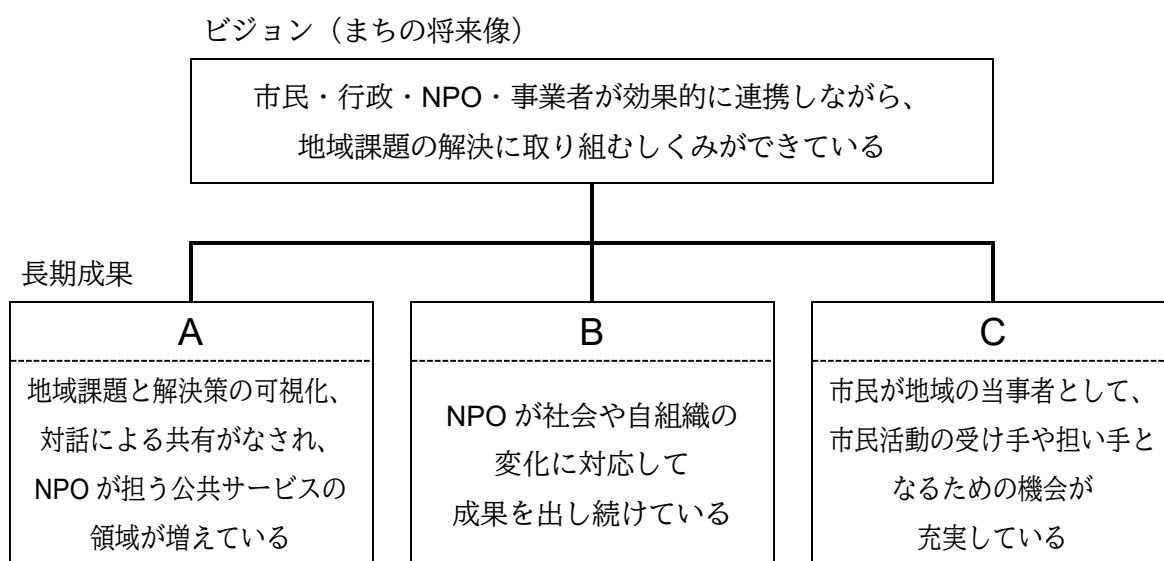 ビジョン（まちの将来像）
市民・行政・NPO・事業者が効果的に連携しながら、
地域課題の解決に取り組むしくみができている
長期成果
A
地域課題と解決策の可視化、
対話による共有がなされ、
NPO が担う公共サービスの
領域が増えている
B
NPO が社会や自組織の
変化に対応して
成果を出し続けている
C
市民が地域の当事者として、
市民活動の受け手や担い手と
なるための機会が
充実している